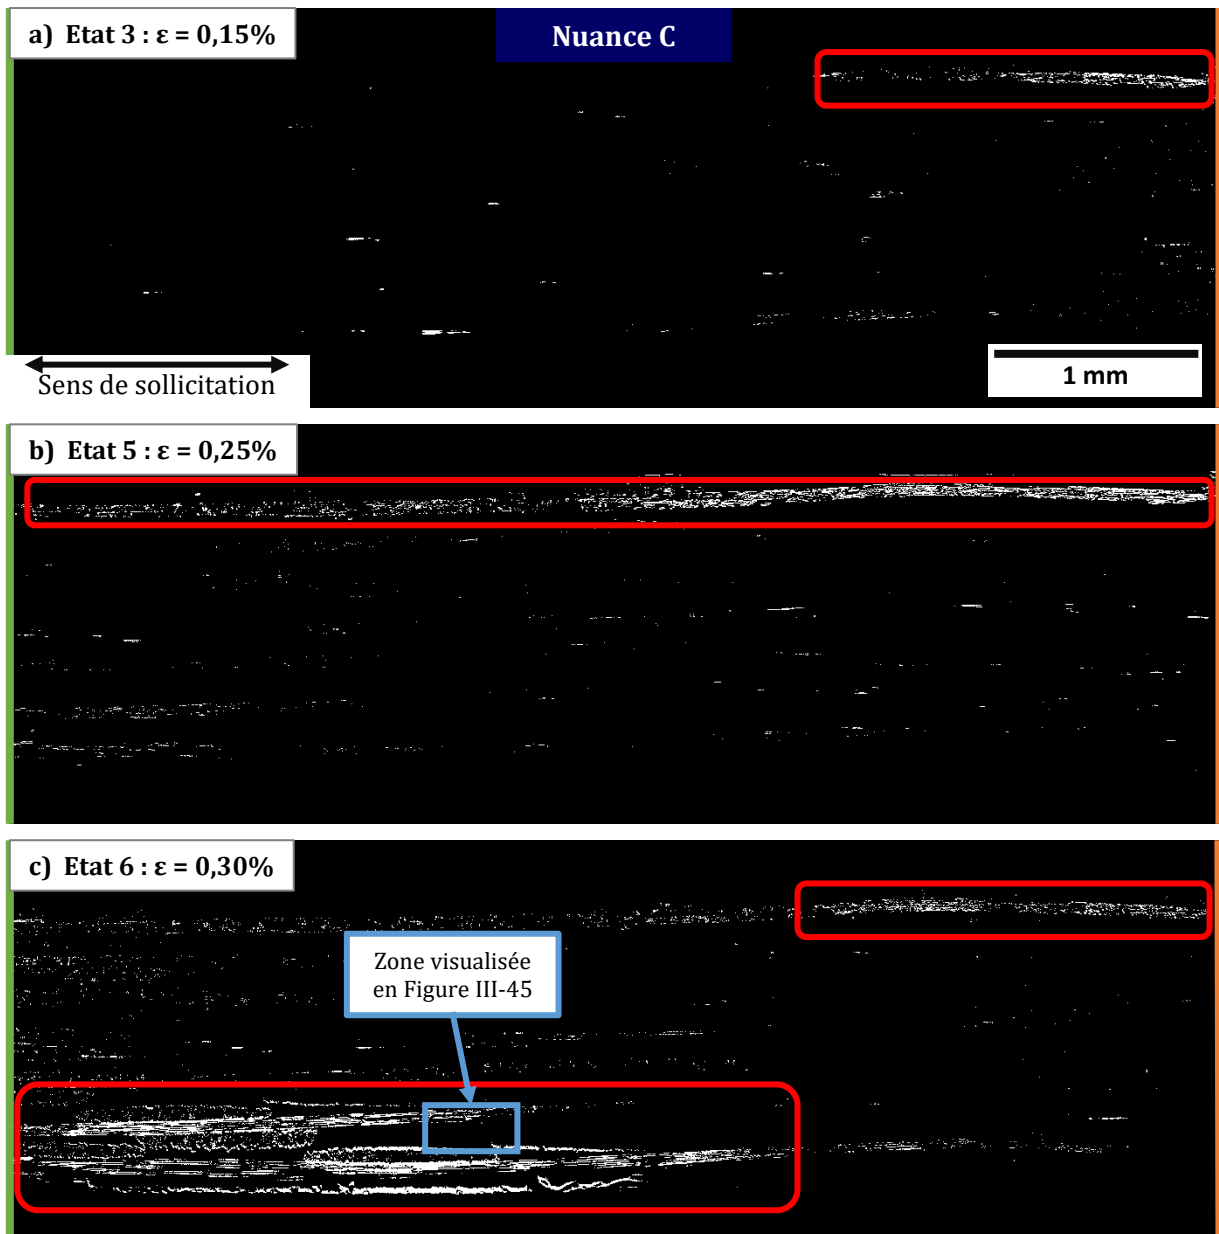 a) Etat 3 : ε = 0,15%
Nuance C
Sens de sollicitation
1 mm
b) Etat 5 : ε = 0,25%
c) Etat 6 : ε = 0,30%
Zone visualisée
en Figure III-45